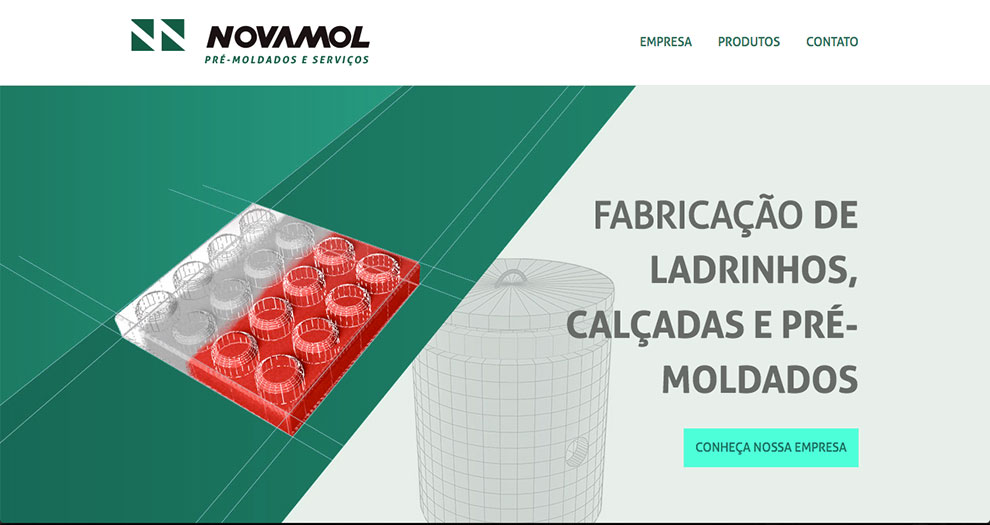 NOVAMOL
PRÉ-MOLDADOS E SERVIÇOS
EMPRESA PRODUTOS CONTATO
FABRICAÇÃO DE
LADRINHOS,
CALÇADAS E PRÉ-
MOLDADOS
CONHEÇA NOSSA EMPRESA